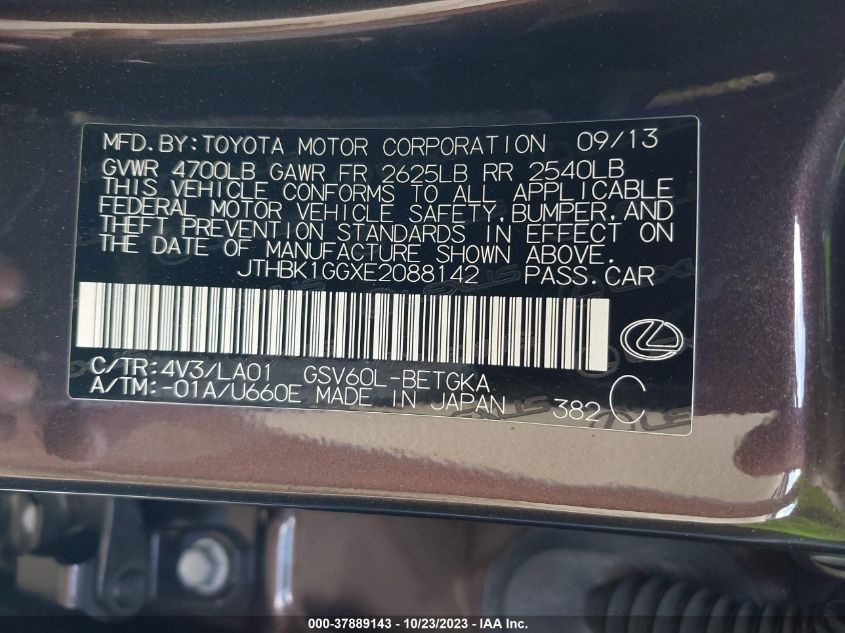 MFD.BY:TOYOTA MOTOR CORPORATION 09/13
GVWR 4700LB GAWR FR 2625LB RR 2540LB
THIS VEHICLE CONFORMS TO ALL APPLICABLE
FEDERAL MOTOR VEHICLE SAFETY,BUMPER,AND
THEFT PREVENTION STANDARDS IN EFFECT ON
THE DATE OF MANUFACTURE SHOWN ABOVE.
JTHBK1GGXE2088142 PASS.CAR
C/TR:4V3/LA01 GSV60L-BETGKA
A/TM:-01A/U660E MADE IN JAPAN 382 C
000-37889143 - 10/23/2023 - IAA Inc.